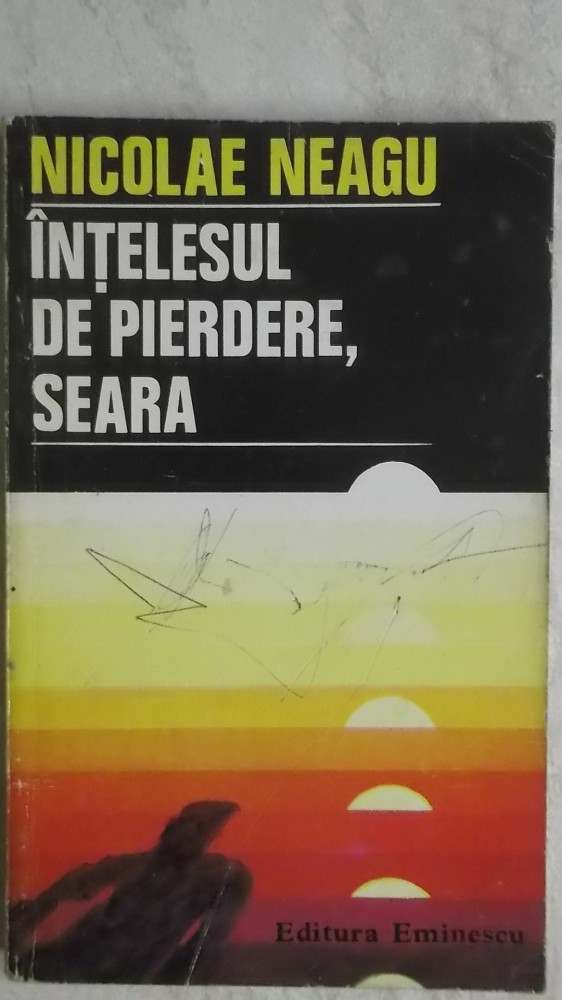 NICOLAE NEAGU
ÎNȚELESUL
DE PIERDERE,
SEARA
Editura Eminescu